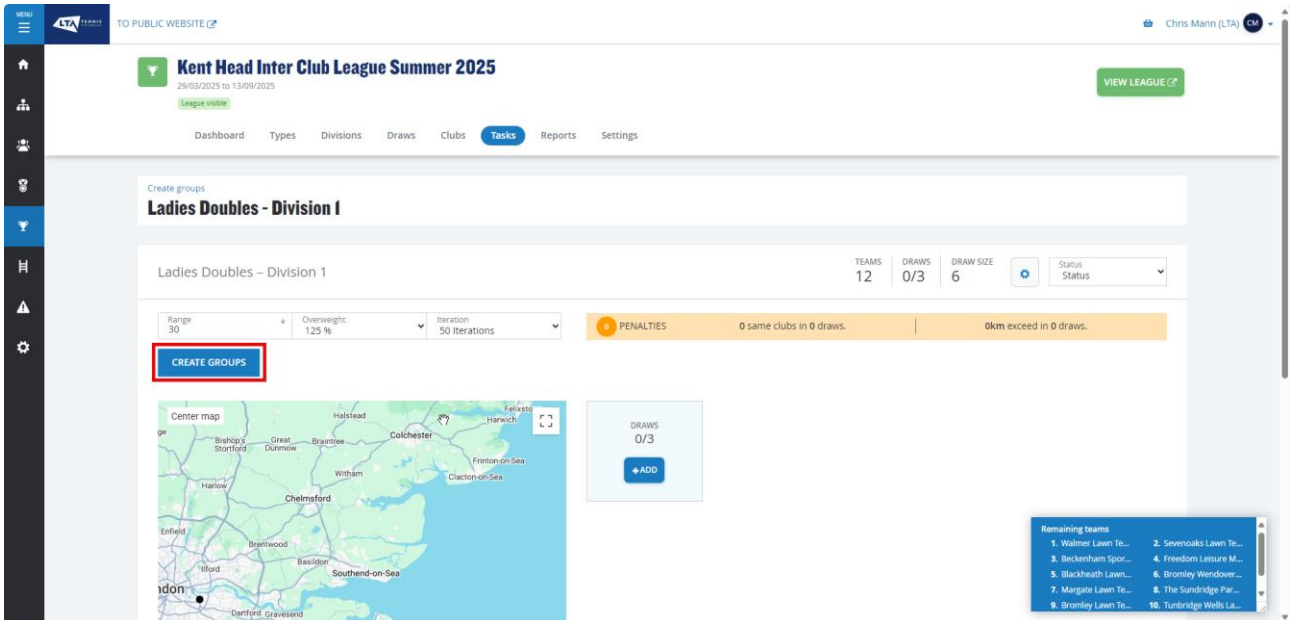 MENU
LTA TENNIS
TO PUBLIC WEBSITE
Chris Mann (LTA) CM
Kent Head Inter Club League Summer 2025
29/03/2025 to 13/09/2025
League visible
VIEW LEAGUE
Dashboard Types Divisions Draws Clubs Tasks Reports Settings
Create groups
Ladies Doubles - Division 1
Ladies Doubles – Division 1
TEAMS DRAWS DRAW SIZE
12 0/3 6
Status
Status
Range Overweight Iteration
30 125 % 50 Iterations
0 PENALTIES 0 same clubs in 0 draws. 0km exceed in 0 draws.
CREATE GROUPS
Center map
Halstead
Felixsto
Harwich
ge
Bishop's
Stortford
Great
Dunmow
Braintree
Colchester
Frinton-on-Sea
Witham
Clacton-on-Sea
Harlow
Chelmsford
Enfield
Brentwood
Ilford
Basildon
Southend-on-Sea
ndon
Dartford
Gravesend
DRAWS
0/3
+ADD
Remaining teams
1. Walmer Lawn Te... 2. Sevenoaks Lawn Te...
3. Beckenham Spor... 4. Freedom Leisure M...
5. Blackheath Lawn... 6. Bromley Wendover...
7. Margate Lawn Te... 8. The Sundridge Par...
9. Bromley Lawn Te... 10. Tunbridge Wells La...